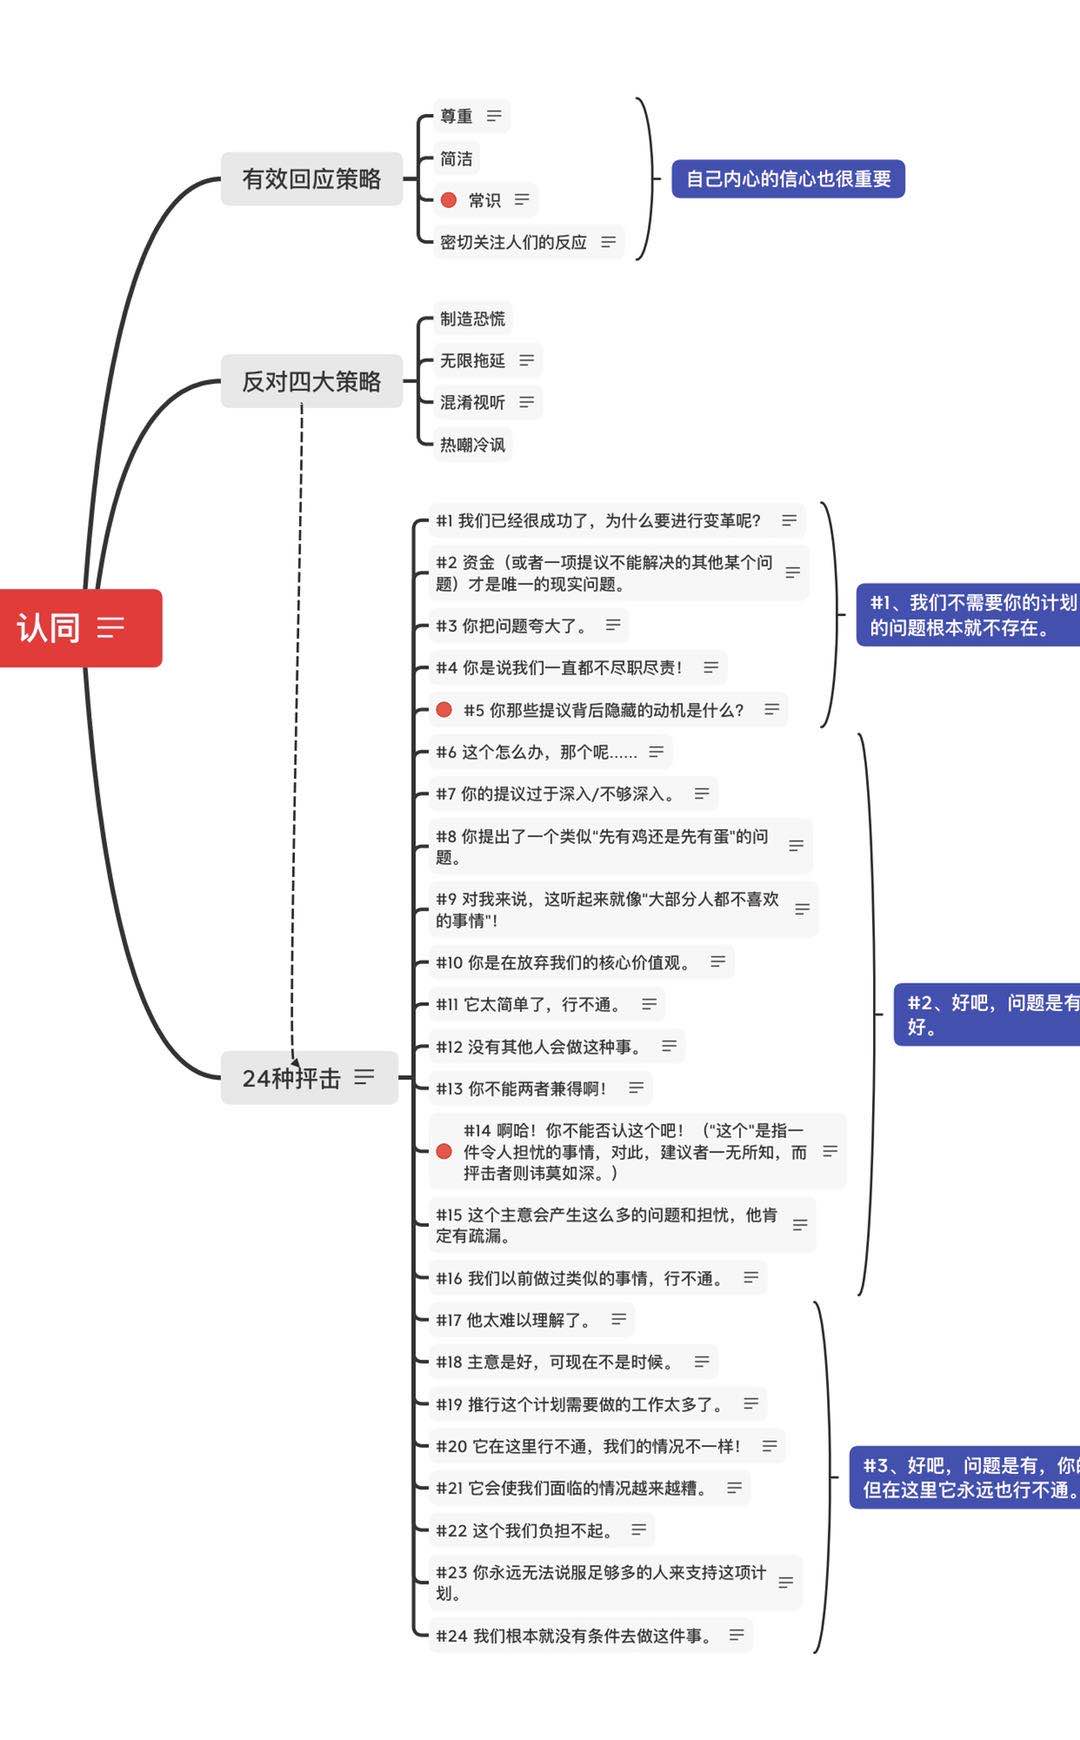 尊重
简洁
有效回应策略
自己内心的信心也很重要
常识
密切关注人们的反应
制造恐慌
无限拖延
反对四大策略
混淆视听
热嘲冷讽
#1 我们已经很成功了，为什么要进行变革呢？
#2 资金（或者一项提议不能解决的其他某个问
题）才是唯一的现实问题。
#1、我们不需要你的计划
的问题根本就不存在。
认同
#3 你把问题夸大了。
#4 你是说我们一直都不尽职尽责！
#5 你那些提议背后隐藏的动机是什么？
#6 这个怎么办，那个呢……
#7 你的提议过于深入/不够深入。
#8 你提出了一个类似"先有鸡还是先有蛋"的问
题。
#9 对我来说，这听起来就像"大部分人都不喜欢
的事情"！
#10 你是在放弃我们的核心价值观。
#11 它太简单了，行不通。
#2、好吧，问题是有
好。
#12 没有其他人会做这种事。
24种抨击
#13 你不能两者兼得啊！
#14 啊哈！你不能否认这个吧！（"这个"是指一
件令人担忧的事情，对此，建议者一无所知，而
抨击者则讳莫如深。）
#15 这个主意会产生这么多的问题和担忧，他肯
定有疏漏。
#16 我们以前做过类似的事情，行不通。
#17 他太难以理解了。
#18 主意是好，可现在不是时候。
#19 推行这个计划需要做的工作太多了。
#20 它在这里行不通，我们的情况不一样！
#3、好吧，问题是有，你
但在这里它永远也行不通。
#21 它会使我们面临的情况越来越糟。
#22 这个我们负担不起。
#23 你永远无法说服足够多的人来支持这项计
划。
#24 我们根本就没有条件去做这件事。